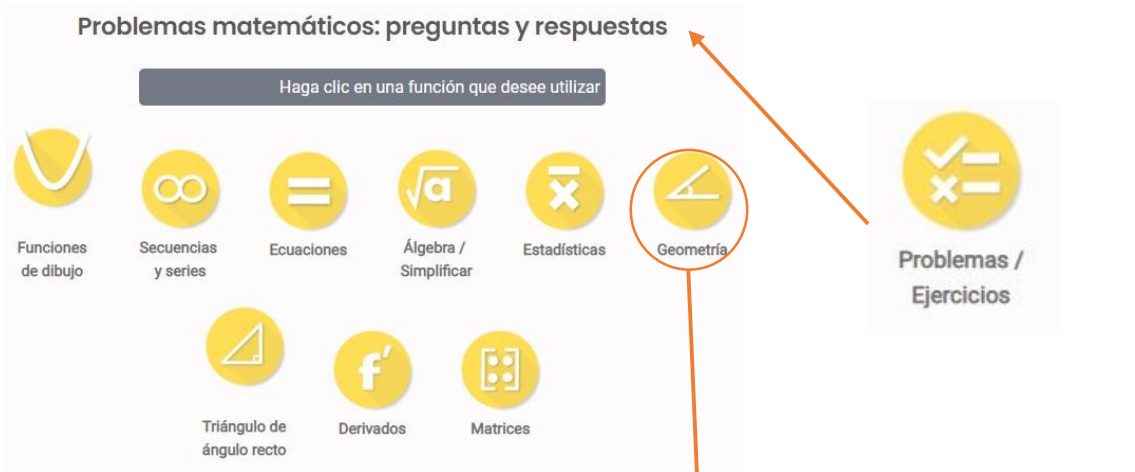 Problemas matemáticos: preguntas y respuestas
Haga clic en una función que desee utilizar
Funciones
de dibujo
Secuencias
y series
Ecuaciones
√a
Álgebra /
Simplificar
x̅
Estadísticas
Geometría
Triángulo de
ángulo recto
f′
Derivados
Matrices
Problemas /
Ejercicios